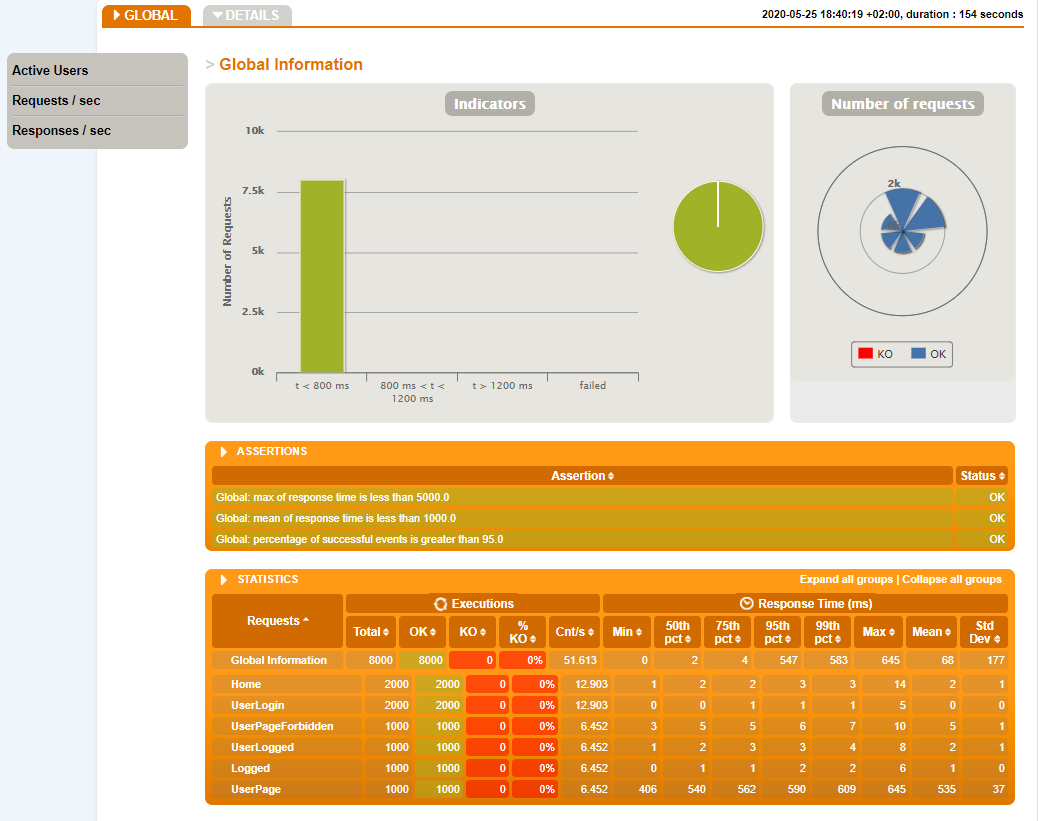 GLOBAL
DETAILS
2020-05-25 18:40:19 +02:00, duration : 154 seconds
Active Users
Requests / sec
Responses / sec
> Global Information
Indicators
10k
7.5k
5k
2.5k
0k
Number of Requests
t < 800 ms
800 ms < t <
1200 ms
t > 1200 ms
failed
Number of requests
2k
KO
OK
ASSERTIONS
Assertion Status
Global: max of response time is less than 5000.0 OK
Global: mean of response time is less than 1000.0 OK
Global: percentage of successful events is greater than 95.0 OK
STATISTICS Expand all groups | Collapse all groups
Requests
Executions
Response Time (ms)
Total OK KO % KO Cnt/s Min 50th pct 75th pct 95th pct 99th pct Max Mean Std Dev
Global Information 8000 8000 0 0% 51.613 0 2 4 547 583 645 68 177
Home 2000 2000 0 0% 12.903 1 2 2 3 3 14 2 1
UserLogin 2000 2000 0 0% 12.903 0 0 1 1 1 5 0 0
UserPageForbidden 1000 1000 0 0% 6.452 3 5 5 6 7 10 5 1
UserLogged 1000 1000 0 0% 6.452 1 2 3 3 4 8 2 1
Logged 1000 1000 0 0% 6.452 0 1 1 2 2 6 1 0
UserPage 1000 1000 0 0% 6.452 406 540 562 590 609 645 535 37